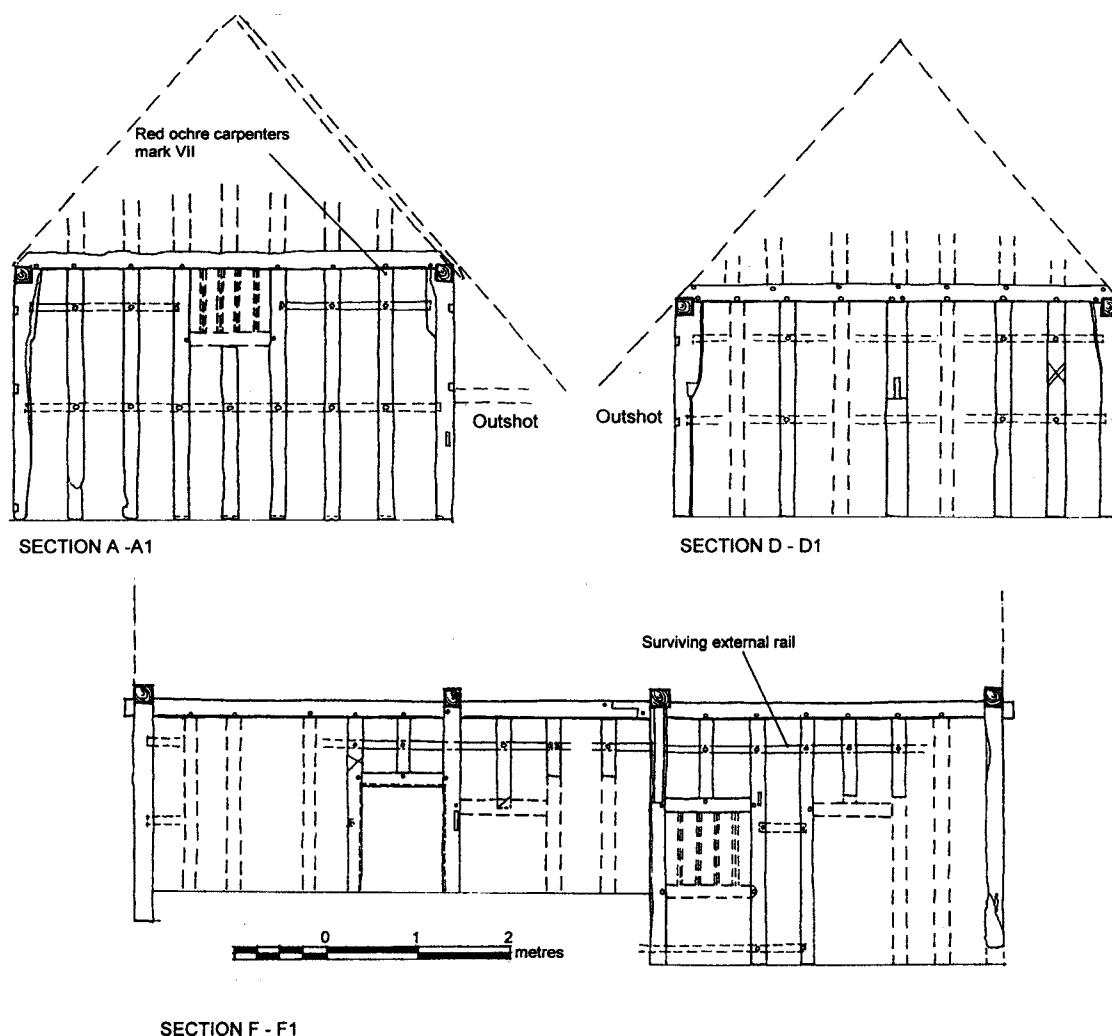 Red ochre carpenters
mark VII
Outshot
SECTION A -A1
Outshot
SECTION D - D1
Surviving external rail
0 1 2
metres
SECTION F - F1